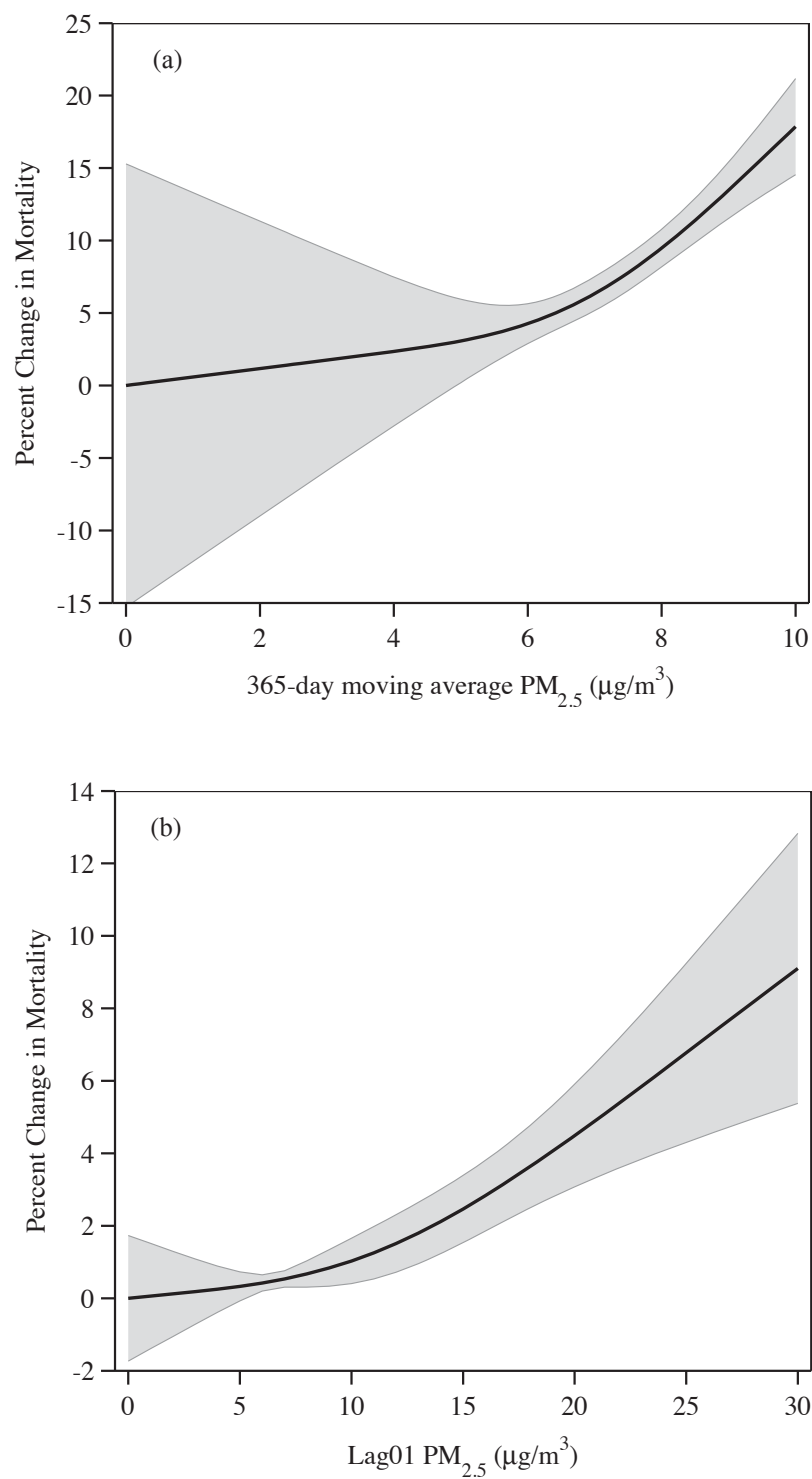 (a)
Percent Change in Mortality
25
20
15
10
5
0
-5
-10
-15
0 2 4 6 8 10
365-day moving average PM2.5 (µg/m3)
(b)
Percent Change in Mortality
14
12
10
8
6
4
2
0
-2
0 5 10 15 20 25 30
Lag01 PM2.5 (µg/m3)